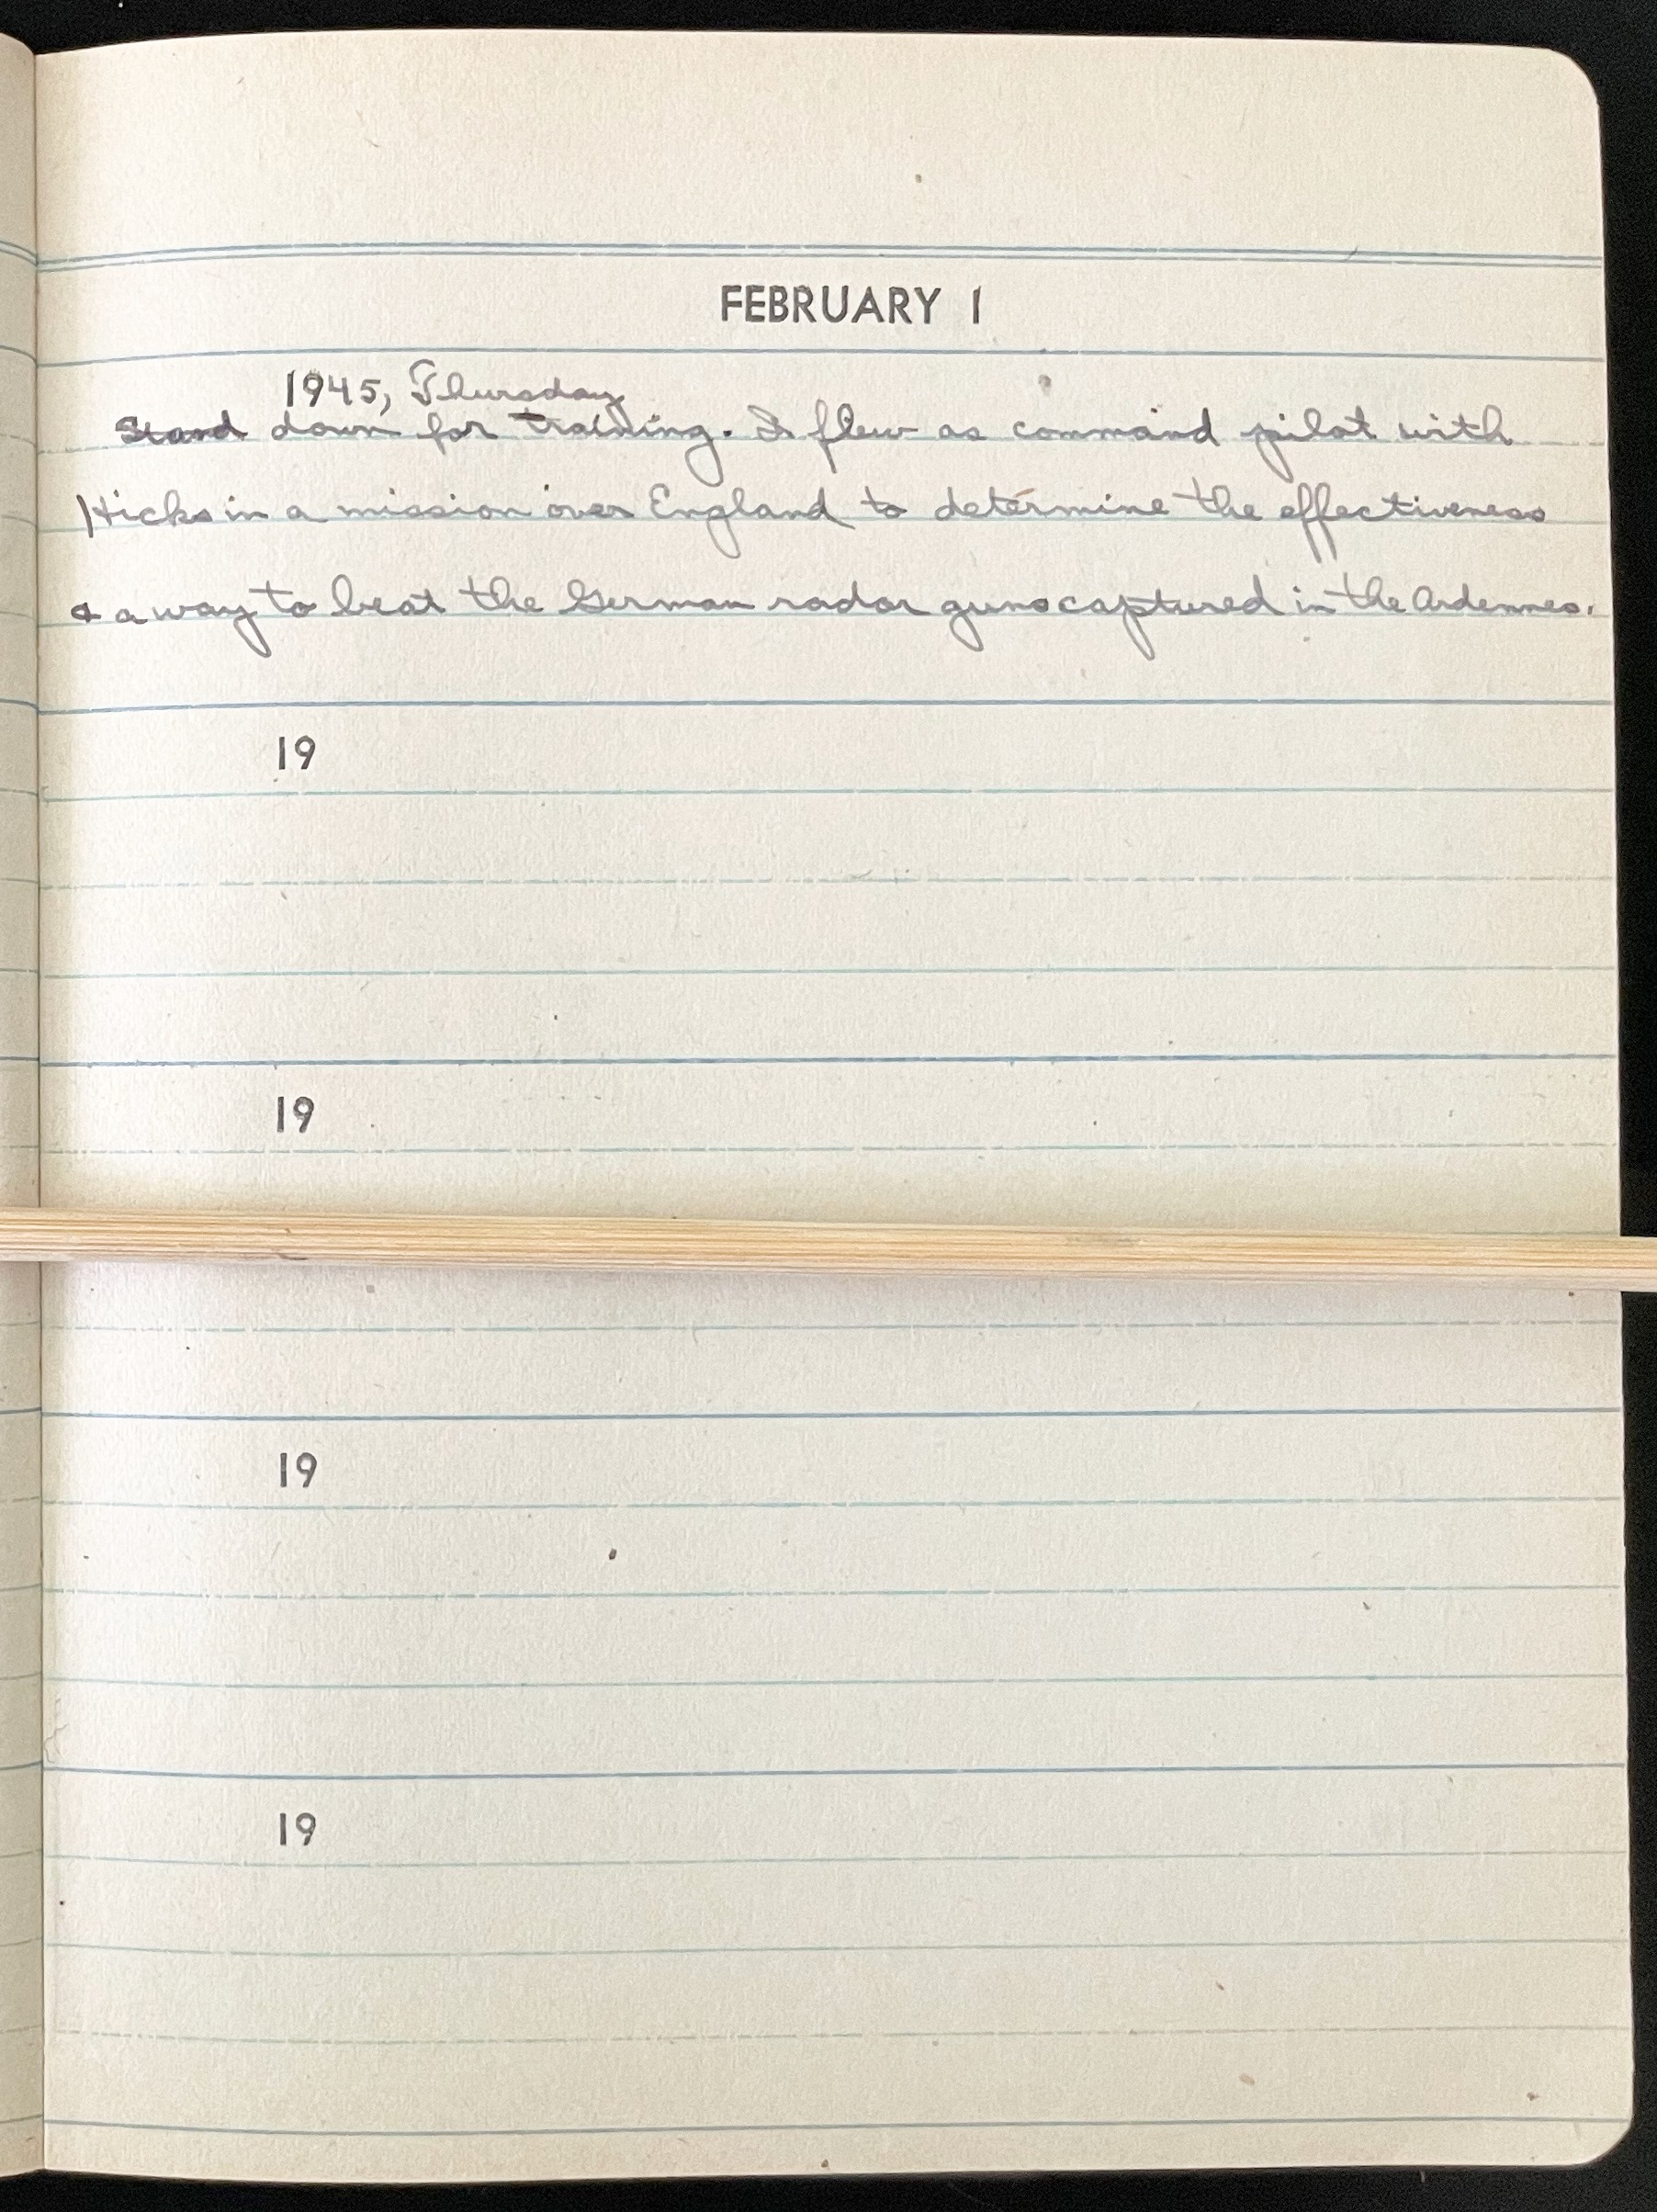 FEBRUARY 1
1945, Thursday
Stand down for training. I flew as command pilot with
Hicks in a mission over England to determine the effectiveness
& a way to beat the German radar guns captured in the Ardennes.
19
19
19
19